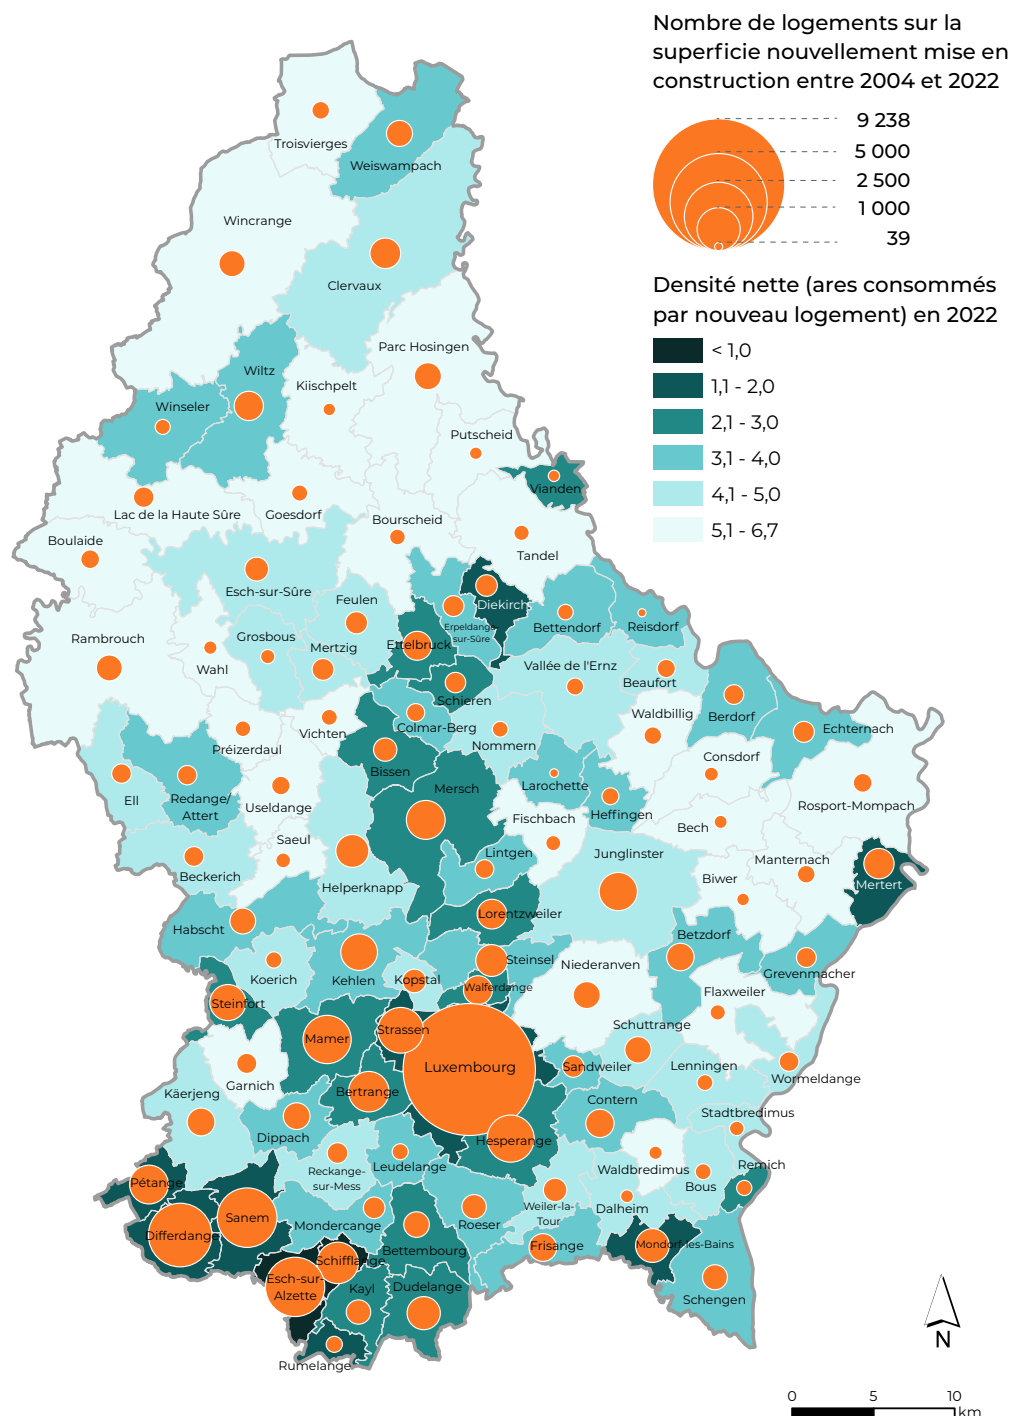 Nombre de logements sur la
superficie nouvellement mise en
construction entre 2004 et 2022
9 238
5 000
2 500
1 000
39
Densité nette (ares consommés
par nouveau logement) en 2022
< 1,0
1,1 - 2,0
2,1 - 3,0
3,1 - 4,0
4,1 - 5,0
5,1 - 6,7
Troisvierges
Weiswampach
Wincrange
Clervaux
Parc Hosingen
Wiltz
Kiischpelt
Winseler
Putscheid
Vianden
Lac de la Haute Sûre
Goesdorf
Bourscheid
Boulaide
Tandel
Esch-sur-Sûre
Feulen
Diekirch
Erpeldange-
sur-Sûre
Bettendorf
Reisdorf
Rambrouch
Grosbous
Mertzig
Ettelbruck
Wahl
Vallée de l'Ernz
Beaufort
Schieren
Waldbillig
Berdorf
Echternach
Vichten
Colmar-Berg
Préizerdaul
Nommern
Consdorf
Bissen
Mersch
Larochette
Ell
Redange/
Attert
Useldange
Heffingen
Rosport-Mompach
Fischbach
Bech
Saeul
Lintgen
Junglinster
Manternach
Beckerich
Helperknapp
Biwer
Mertert
Lorentzweiler
Habscht
Betzdorf
Steinsel
Niederanven
Koerich
Kehlen
Kopstal
Grevenmacher
Walferdange
Flaxweiler
Steinfort
Schuttrange
Strassen
Mamer
Luxembourg
Sandweiler
Lenningen
Wormeldange
Garnich
Käerjeng
Bertrange
Contern
Stadtbredimus
Dippach
Hesperange
Leudelange
Reckange-
sur-Mess
Waldbredimus
Remich
Pétange
Bous
Weiler-la-
Tour
Dalheim
Sanem
Mondercange
Roeser
Differdange
Bettembourg
Frisange
Mondorf-les-Bains
Schifflange
Esch-sur-
Alzette
Kayl
Dudelange
Schengen
Rumelange
N
0
5
10
km